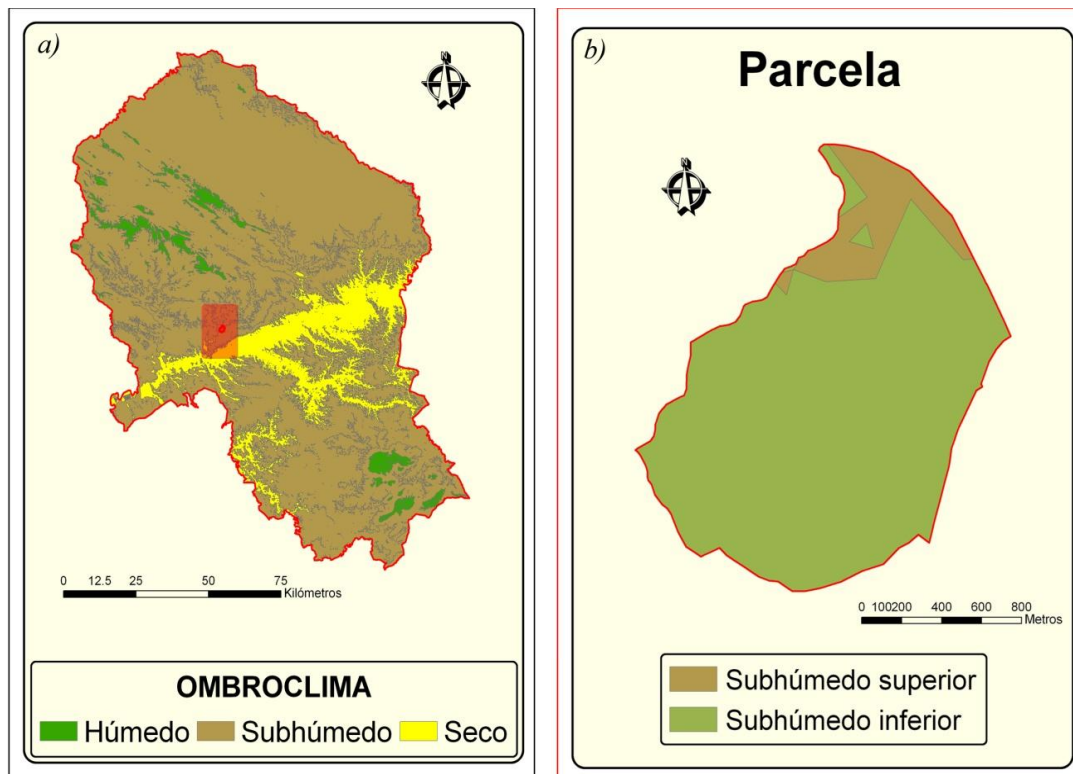 a)
N
0 12.5 25 50 75
Kilómetros
OMBROCLIMA
Húmedo Subhúmedo Seco
b)
Parcela
N
0 100200 400 600 800
Metros
Subhúmedo superior
Subhúmedo inferior